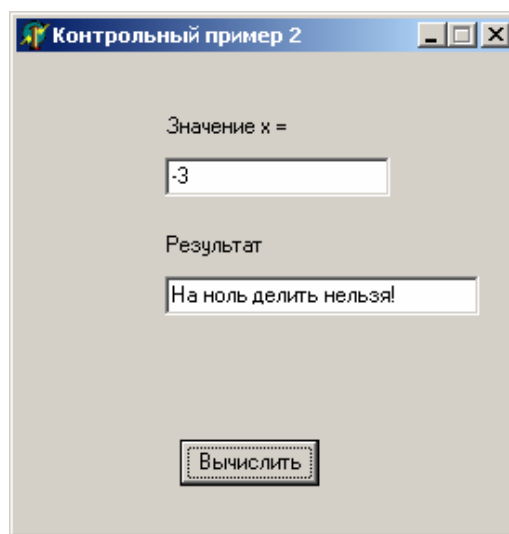 Контрольный пример 2
Значение x =
-3
Результат
На ноль делить нельзя!
Вычислить